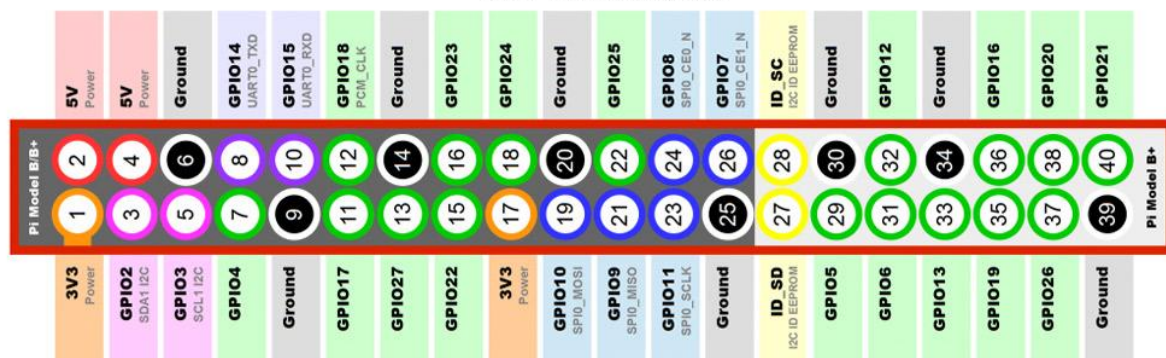 5V
Power
5V
Power
Ground
GPIO14
UART0_TXD
GPIO15
UART0_RXD
GPIO18
PCM_CLK
Ground
GPIO23
GPIO24
Ground
GPIO25
GPIO8
SPI0_CE0_N
GPIO7
SPI0_CE1_N
ID_SC
I2C ID EEPROM
Ground
GPIO12
Ground
GPIO16
GPIO20
GPIO21
Pi Model B/B+
2 4 6 8 10 12 14 16 18 20 22 24 26 28 30 32 34 36 38 40
1 3 5 7 9 11 13 15 17 19 21 23 25 27 29 31 33 35 37 39
Pi Model B+
3V3
Power
GPIO2
SDA1 I2C
GPIO3
SCL1 I2C
GPIO4
Ground
GPIO17
GPIO27
GPIO22
3V3
Power
GPIO10
SPI0_MOSI
GPIO9
SPI0_MISO
GPIO11
SPI0_SCLK
Ground
ID_SD
I2C ID EEPROM
GPIO5
GPIO6
GPIO13
GPIO19
GPIO26
Ground